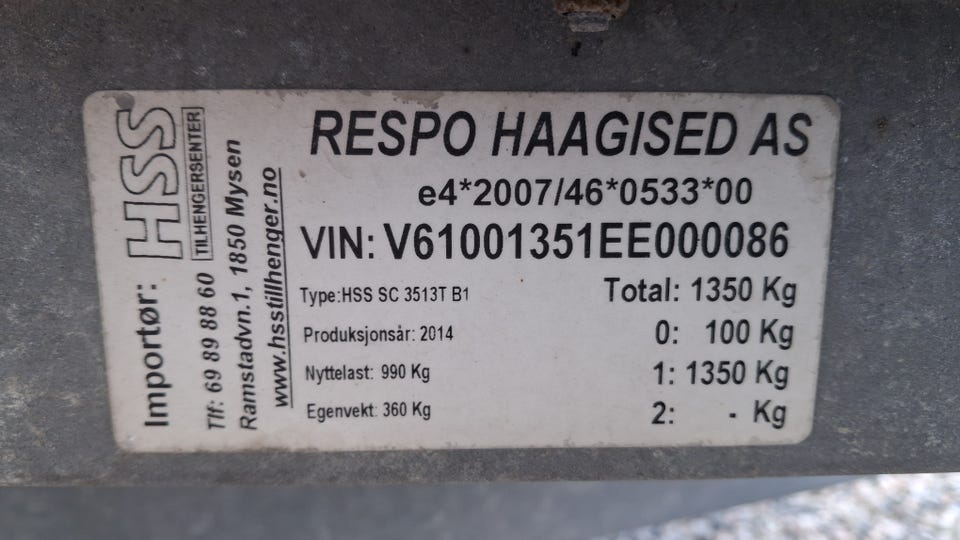 Importør:
HSS
TILHENGERSENTER
Tlf: 69 89 88 60
Ramstadvn.1, 1850 Mysen
www.hsstillhenger.no
RESPO HAAGISED AS
e4*2007/46*0533*00
VIN: V61001351EE000086
Type:HSS SC 3513T B1
Produksjonsår: 2014
Nyttelast: 990 Kg
Egenvekt: 360 Kg
Total: 1350 Kg
0: 100 Kg
1: 1350 Kg
2: - Kg